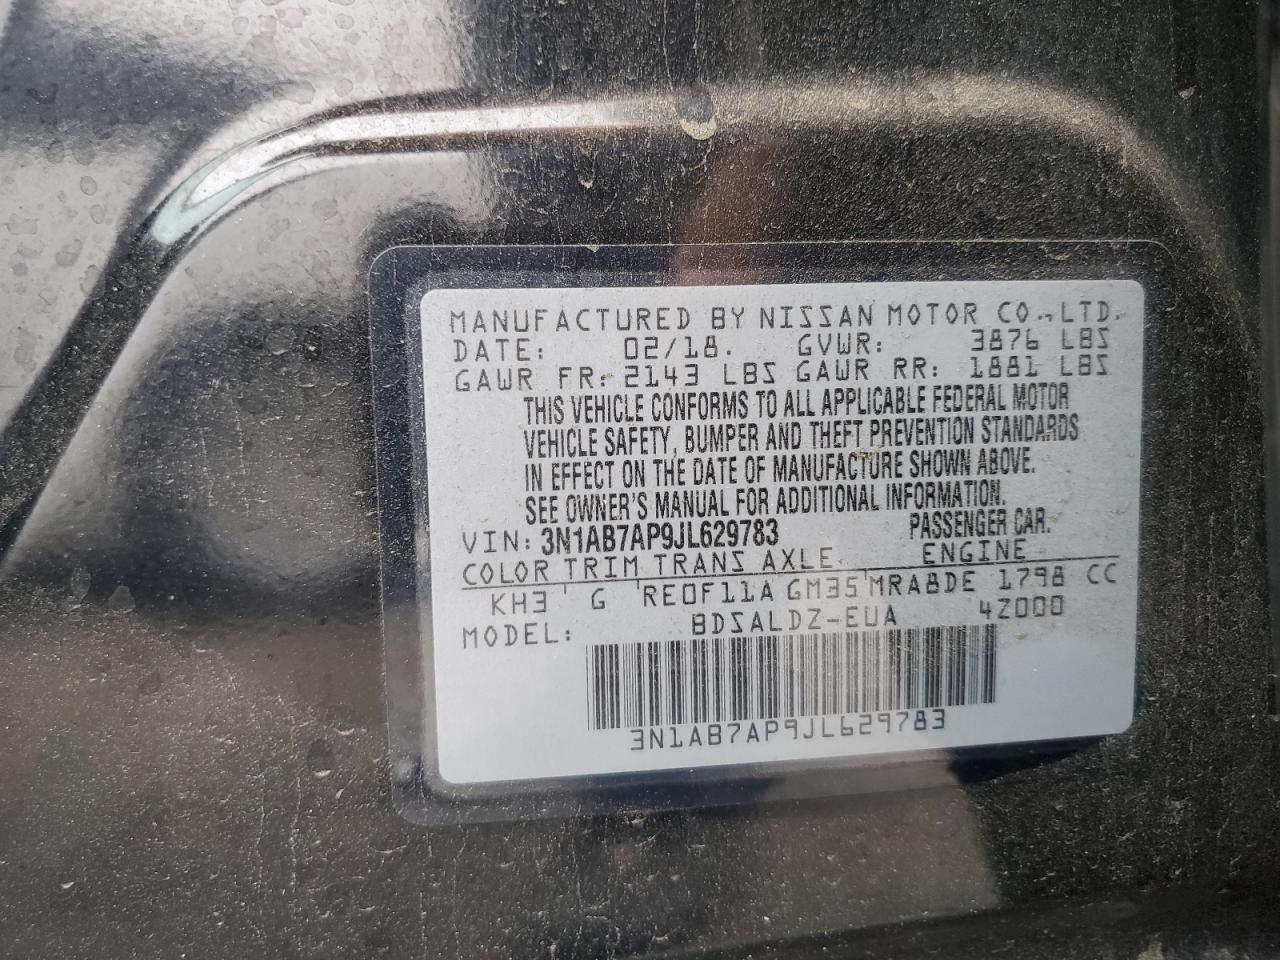 MANUFACTURED BY NISSAN MOTOR CO., LTD.
DATE: 02/18. GVWR: 3876 LBS
GAWR FR: 2143 LBS GAWR RR: 1881 LBS
THIS VEHICLE CONFORMS TO ALL APPLICABLE FEDERAL MOTOR
VEHICLE SAFETY, BUMPER AND THEFT PREVENTION STANDARDS
IN EFFECT ON THE DATE OF MANUFACTURE SHOWN ABOVE.
SEE OWNER'S MANUAL FOR ADDITIONAL INFORMATION.
VIN: 3N1AB7AP9JL629783 PASSENGER CAR.
COLOR TRIM TRANS AXLE ENGINE
KH3 G RE0F11A GM35 MRA8DE 1798 CC
MODEL: BDSALDZ-EUA 4Z000
3N1AB7AP9JL629783